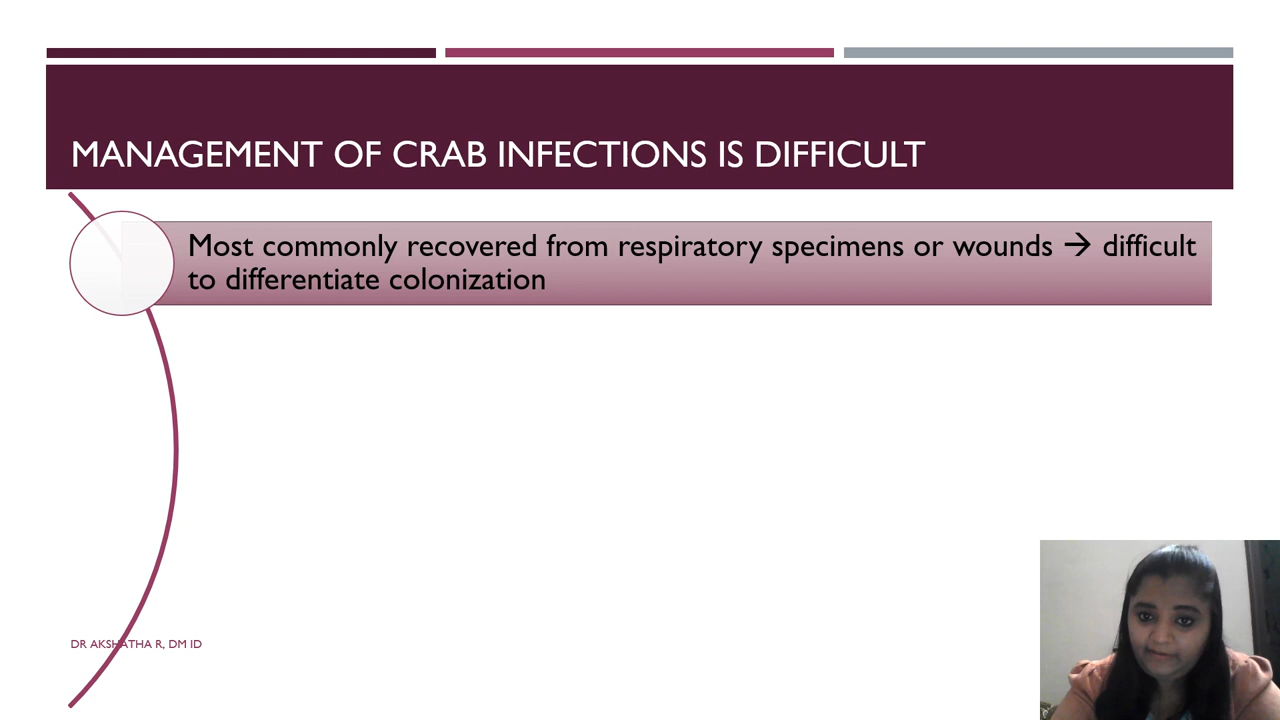 MANAGEMENT OF CRAB INFECTIONS IS DIFFICULT
Most commonly recovered from respiratory specimens or wounds → difficult
to differentiate colonization
DR AKSHATHA R, DM ID